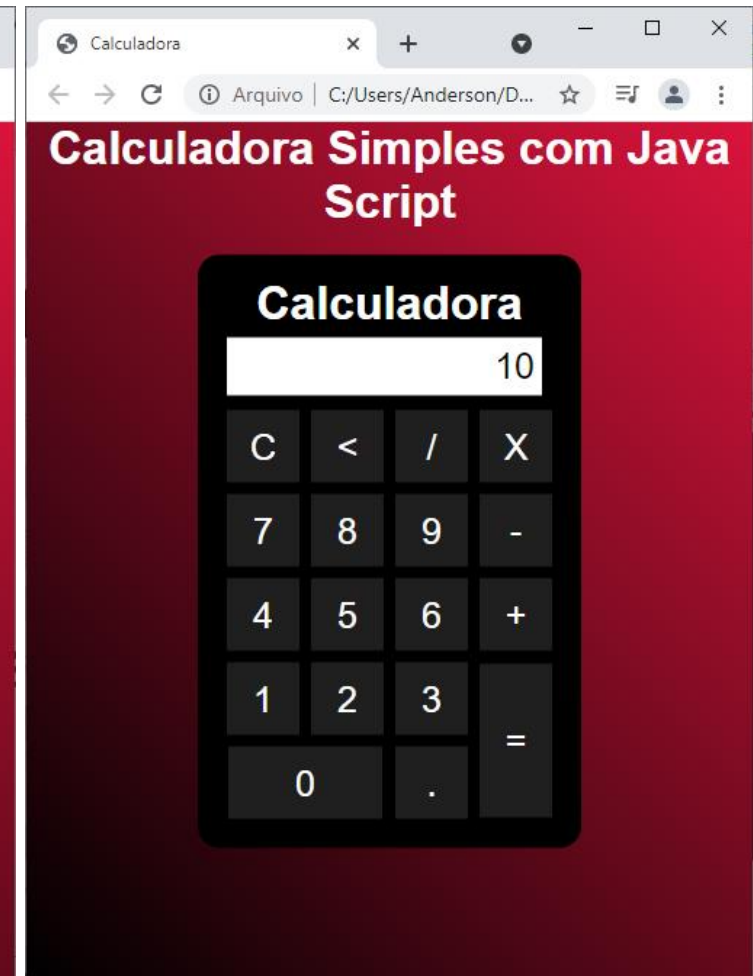 Calculadora
Arquivo | C:/Users/Anderson/D...
Calculadora Simples com Java
Script
Calculadora
10
C < / X
7 8 9 -
4 5 6 +
1 2 3
=
0 .